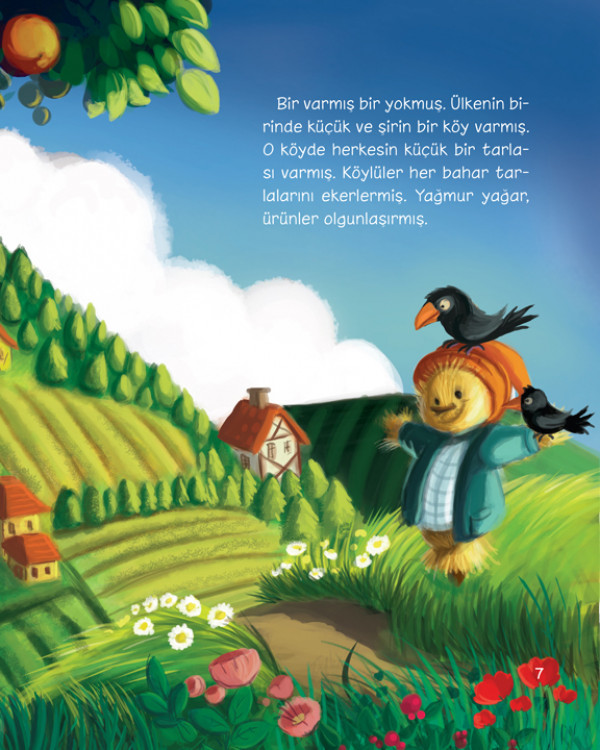 Bir varmış bir yokmuş. Ülkenin bi-
rinde küçük ve şirin bir köy varmış.
O köyde herkesin küçük bir tarla-
sı varmış. Köylüler her bahar tar-
lalarını ekerlermiş. Yağmur yağar,
ürünler olgunlaşırmış.
7